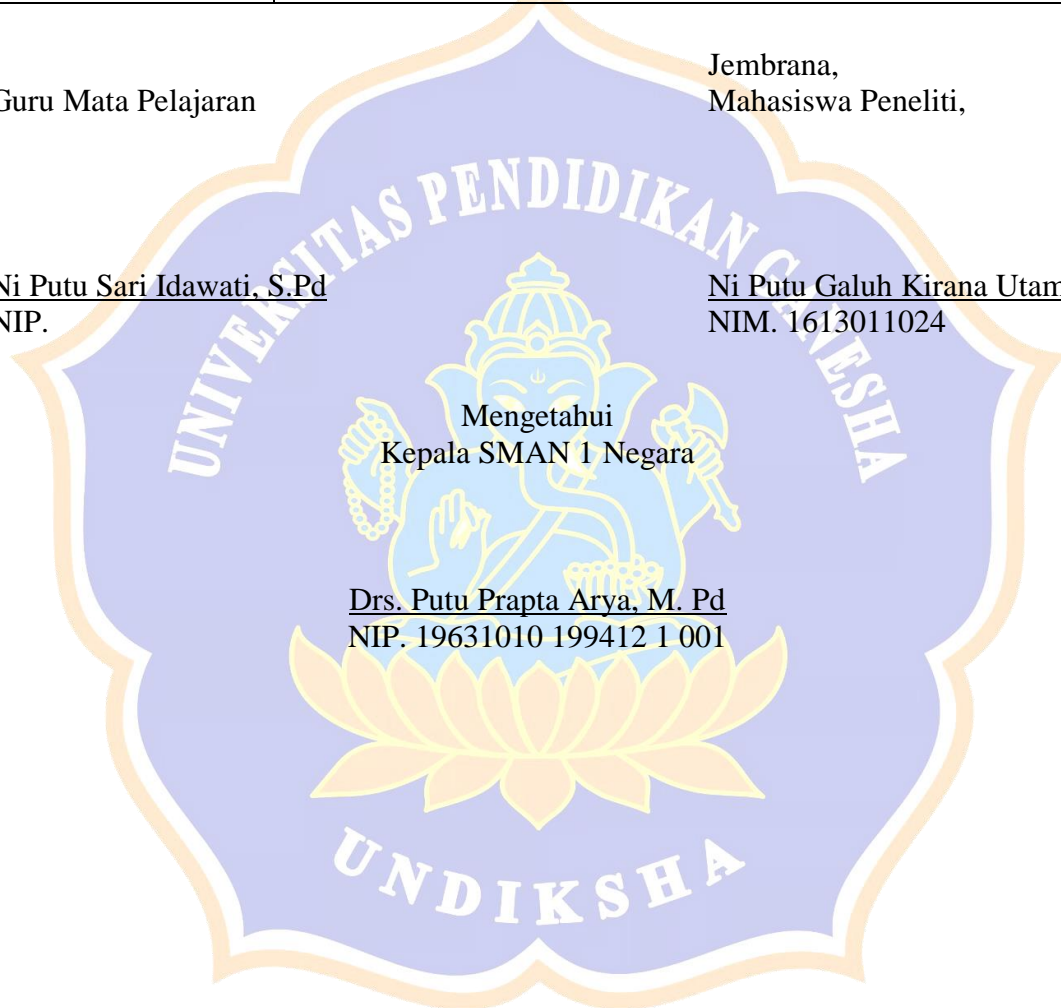 Jembrana,
Guru Mata Pelajaran
Mahasiswa Peneliti,
UNIVERSITAS PENDIDIKAN GANESHA
Ni Putu Sari Idawati, S.Pd
NIP.
Ni Putu Galuh Kirana Utam
NIM. 1613011024
Mengetahui
Kepala SMAN 1 Negara
Drs. Putu Prapta Arya, M. Pd
NIP. 19631010 199412 1 001
UNDIKSHA